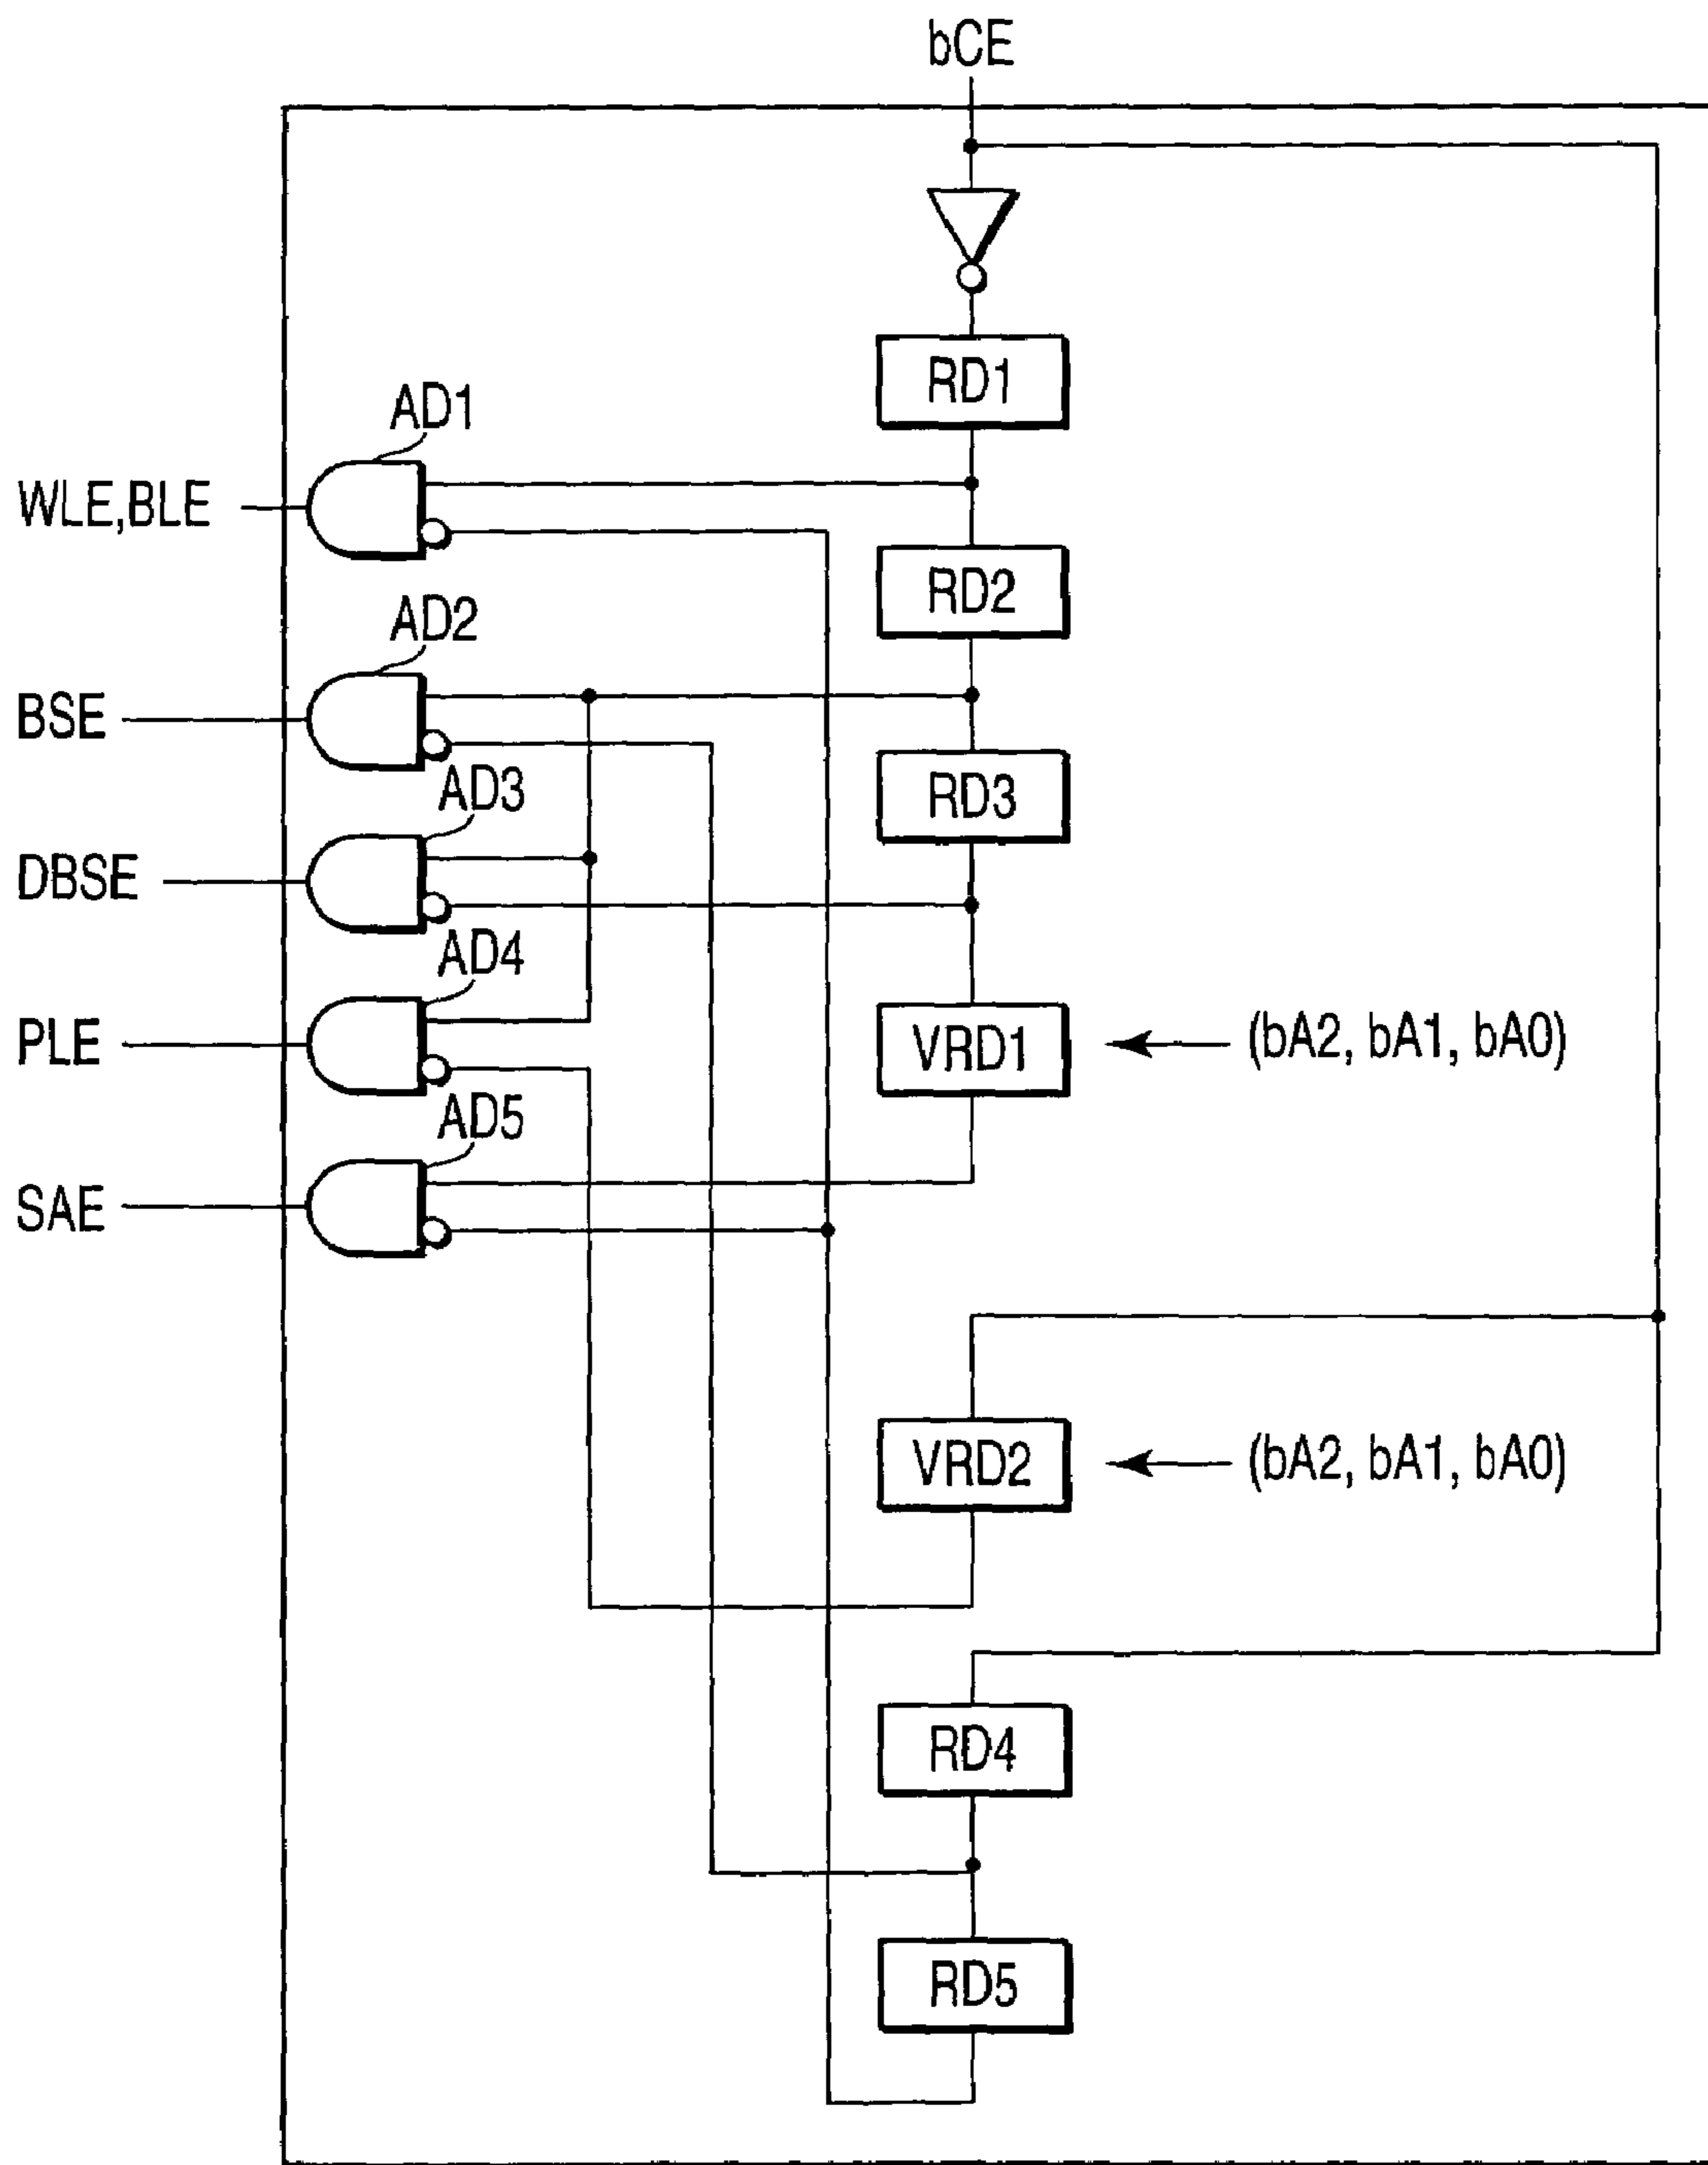 bCE
RD1
AD1
WLE,BLE
RD2
AD2
BSE
RD3
AD3
DBSE
AD4
PLE
VRD1
(bA2, bA1, bA0)
AD5
SAE
VRD2
(bA2, bA1, bA0)
RD4
RD5